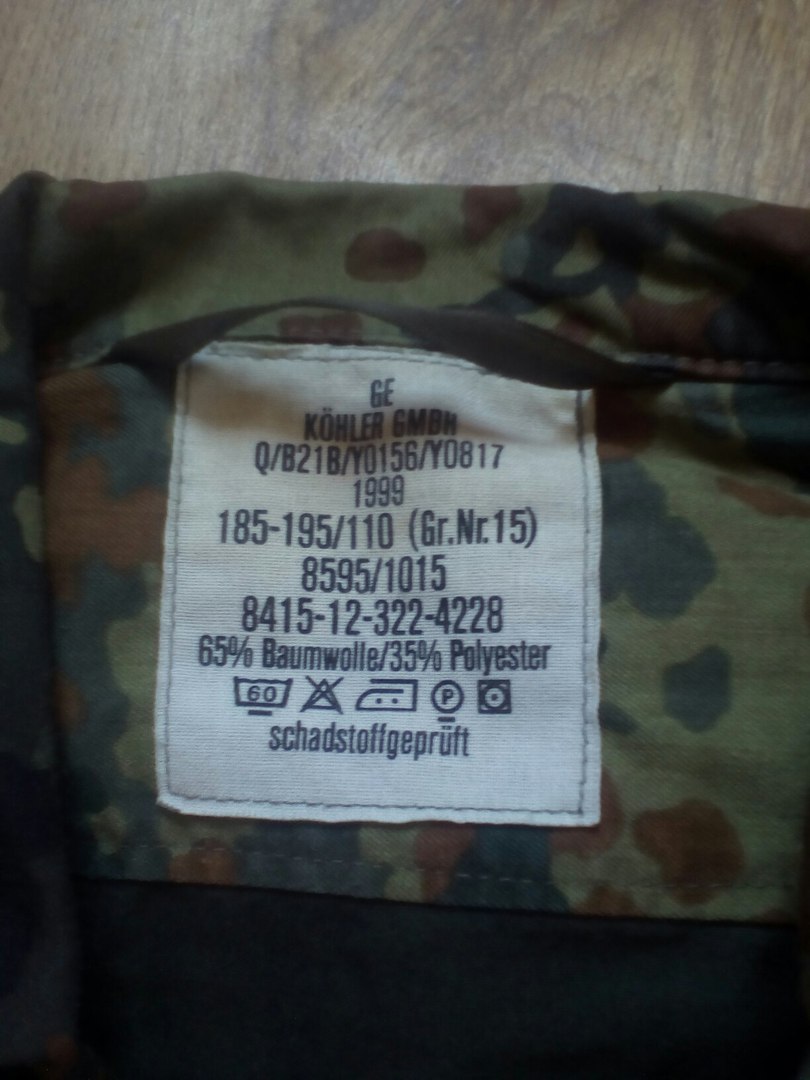 GE
KÖHLER GMBH
Q/B21B/Y0156/Y0817
1999
185-195/110 (Gr.Nr.15)
8595/1015
8415-12-322-4228
65% Baumwolle/35% Polyester
60 P
schadstoffgeprüft